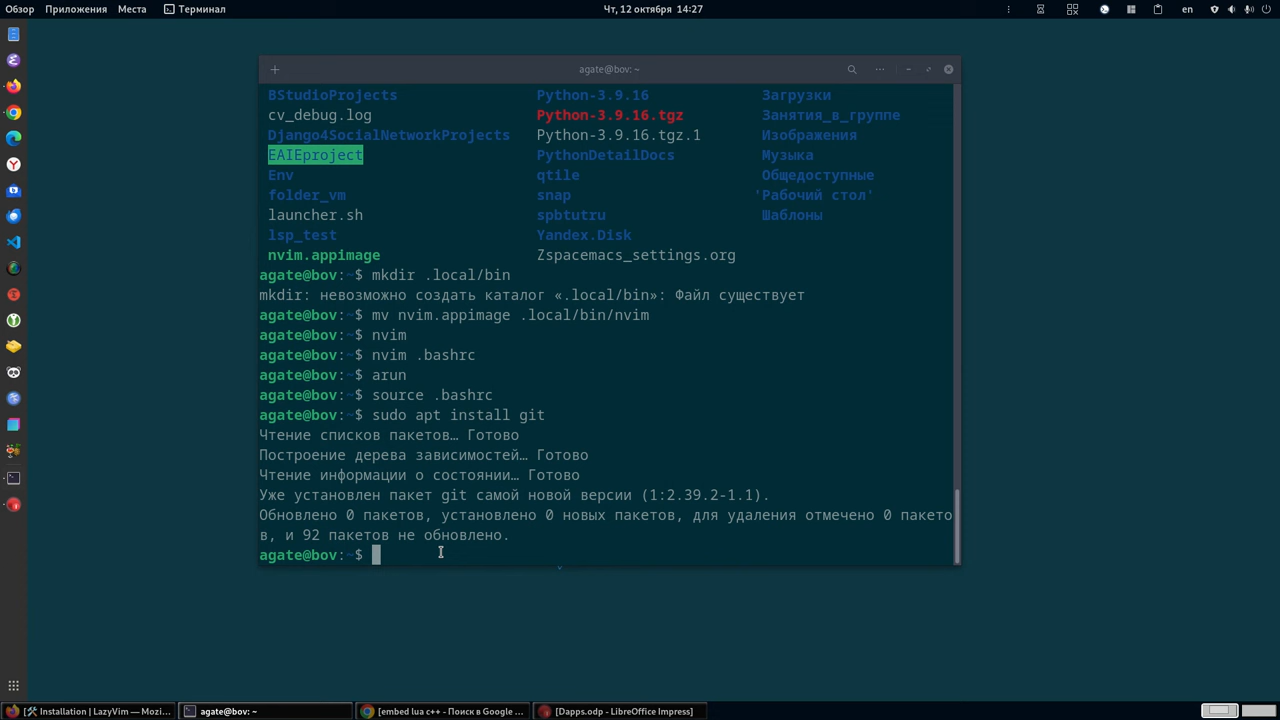 Обзор Приложения Места Терминал Чт, 12 октября 14:27 en
agate@bov: ~
BStudioProjects Python-3.9.16 Загрузки
cv_debug.log Python-3.9.16.tgz Занятия_в_группе
Django4SocialNetworkProjects Python-3.9.16.tgz.1 Изображения
EAIEproject PythonDetailDocs Музыка
Env qtile Общедоступные
folder_vm snap 'Рабочий стол'
launcher.sh spbtutru Шаблоны
lsp_test Yandex.Disk
nvim.appimage Zspacemacs_settings.org
agate@bov:~$ mkdir .local/bin
mkdir: невозможно создать каталог «.local/bin»: Файл существует
agate@bov:~$ mv nvim.appimage .local/bin/nvim
agate@bov:~$ nvim
agate@bov:~$ nvim .bashrc
agate@bov:~$ arun
agate@bov:~$ source .bashrc
agate@bov:~$ sudo apt install git
Чтение списков пакетов… Готово
Построение дерева зависимостей… Готово
Чтение информации о состоянии… Готово
Уже установлен пакет git самой новой версии (1:2.39.2-1.1).
Обновлено 0 пакетов, установлено 0 новых пакетов, для удаления отмечено 0 пакето
в, и 92 пакетов не обновлено.
agate@bov:~$
[🛠 Installation | LazyVim — Mozi… agate@bov: ~ [embed lua c++ - Поиск в Google … [Dapps.odp - LibreOffice Impress]